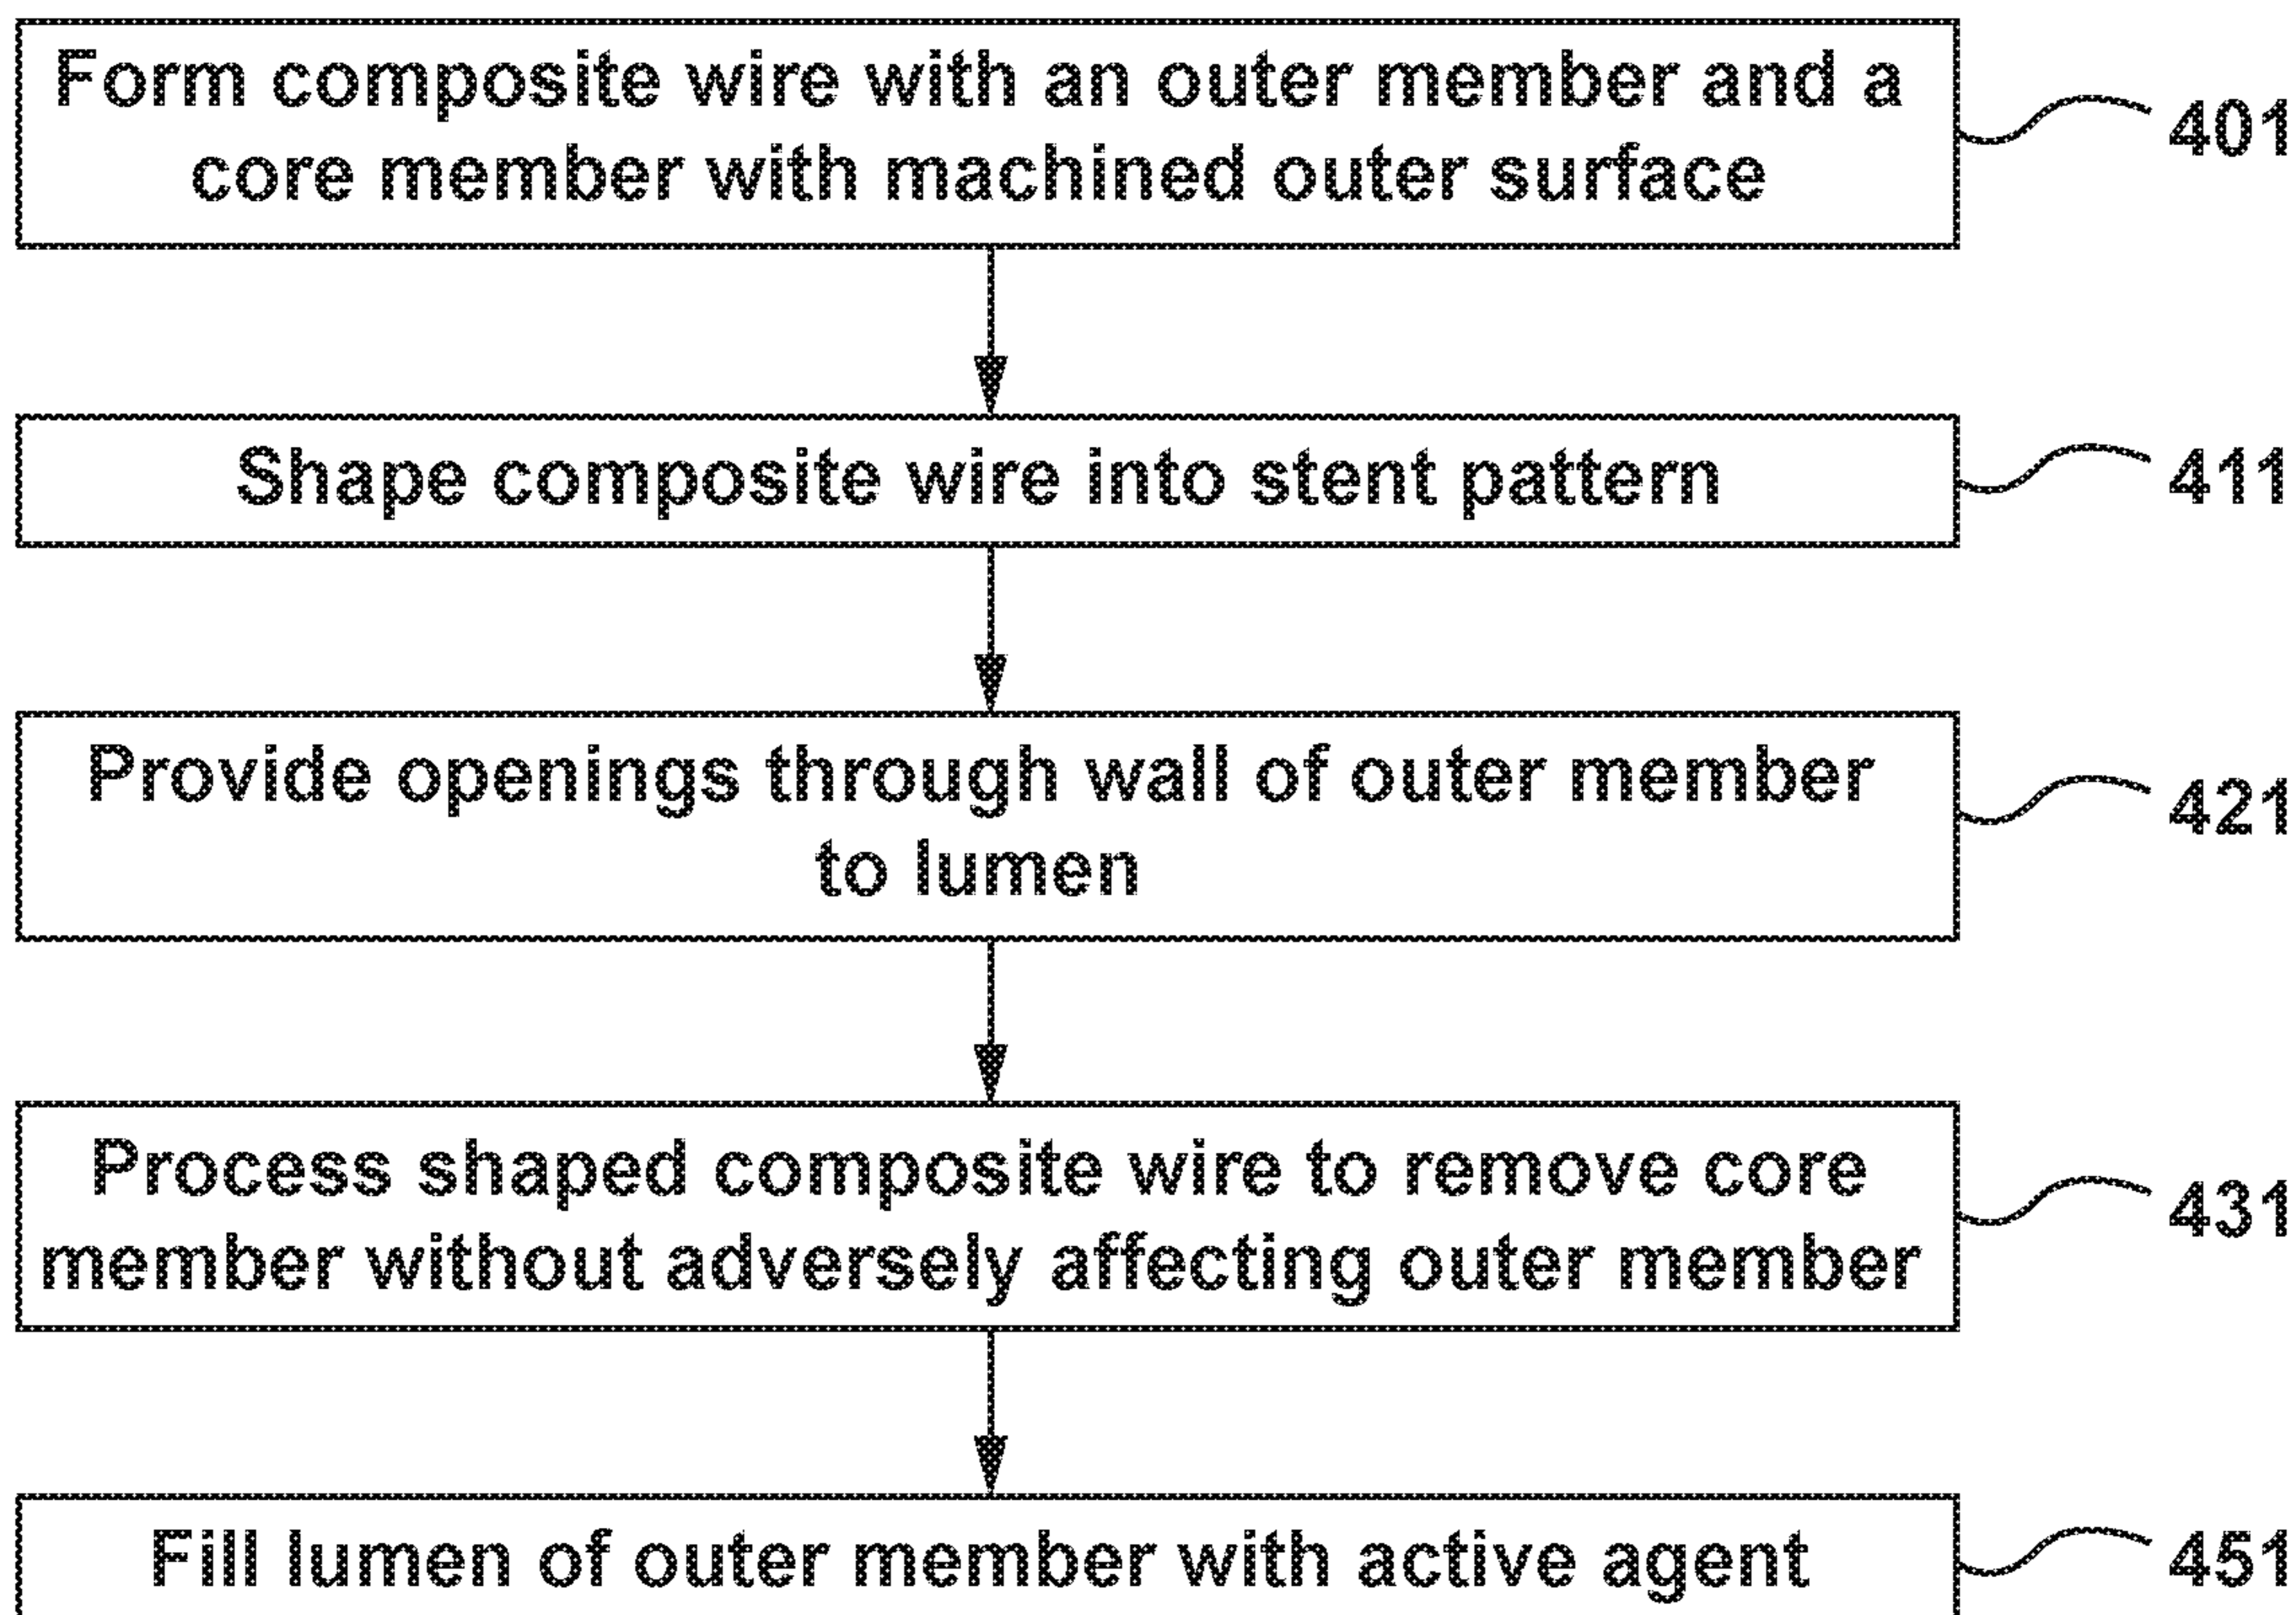 Form composite wire with an outer member and a
core member with machined outer surface
401
Shape composite wire into stent pattern
411
Provide openings through wall of outer member
to lumen
421
Process shaped composite wire to remove core
member without adversely affecting outer member
431
Fill lumen of outer member with active agent
451